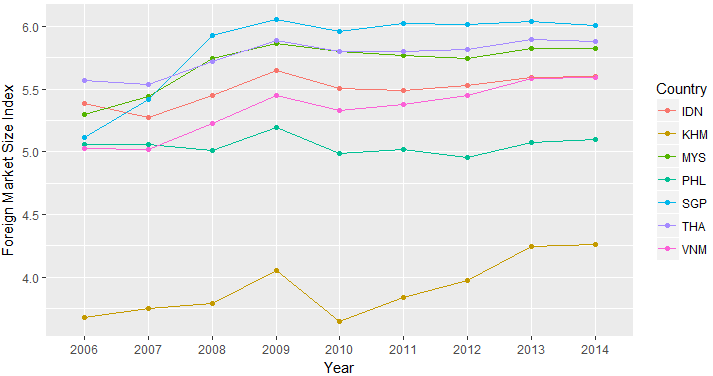 6.0
5.5
5.0
4.5
4.0
Foreign Market Size Index
2006 2007 2008 2009 2010 2011 2012 2013 2014
Year
Country
IDN
KHM
MYS
PHL
SGP
THA
VNM